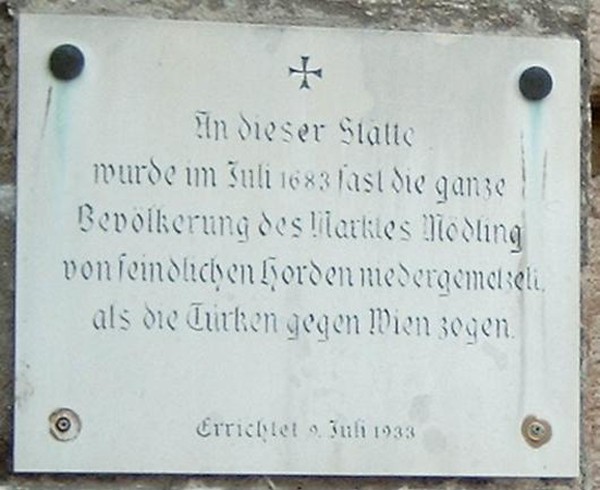 An dieser Stätte
wurde im Juli 1683 fast die ganze
Bevölkerung des Marktes Mödling
von feindlichen Horden niedergemetzelt,
als die Türken gegen Wien zogen.
Errichtet 9. Juli 1933